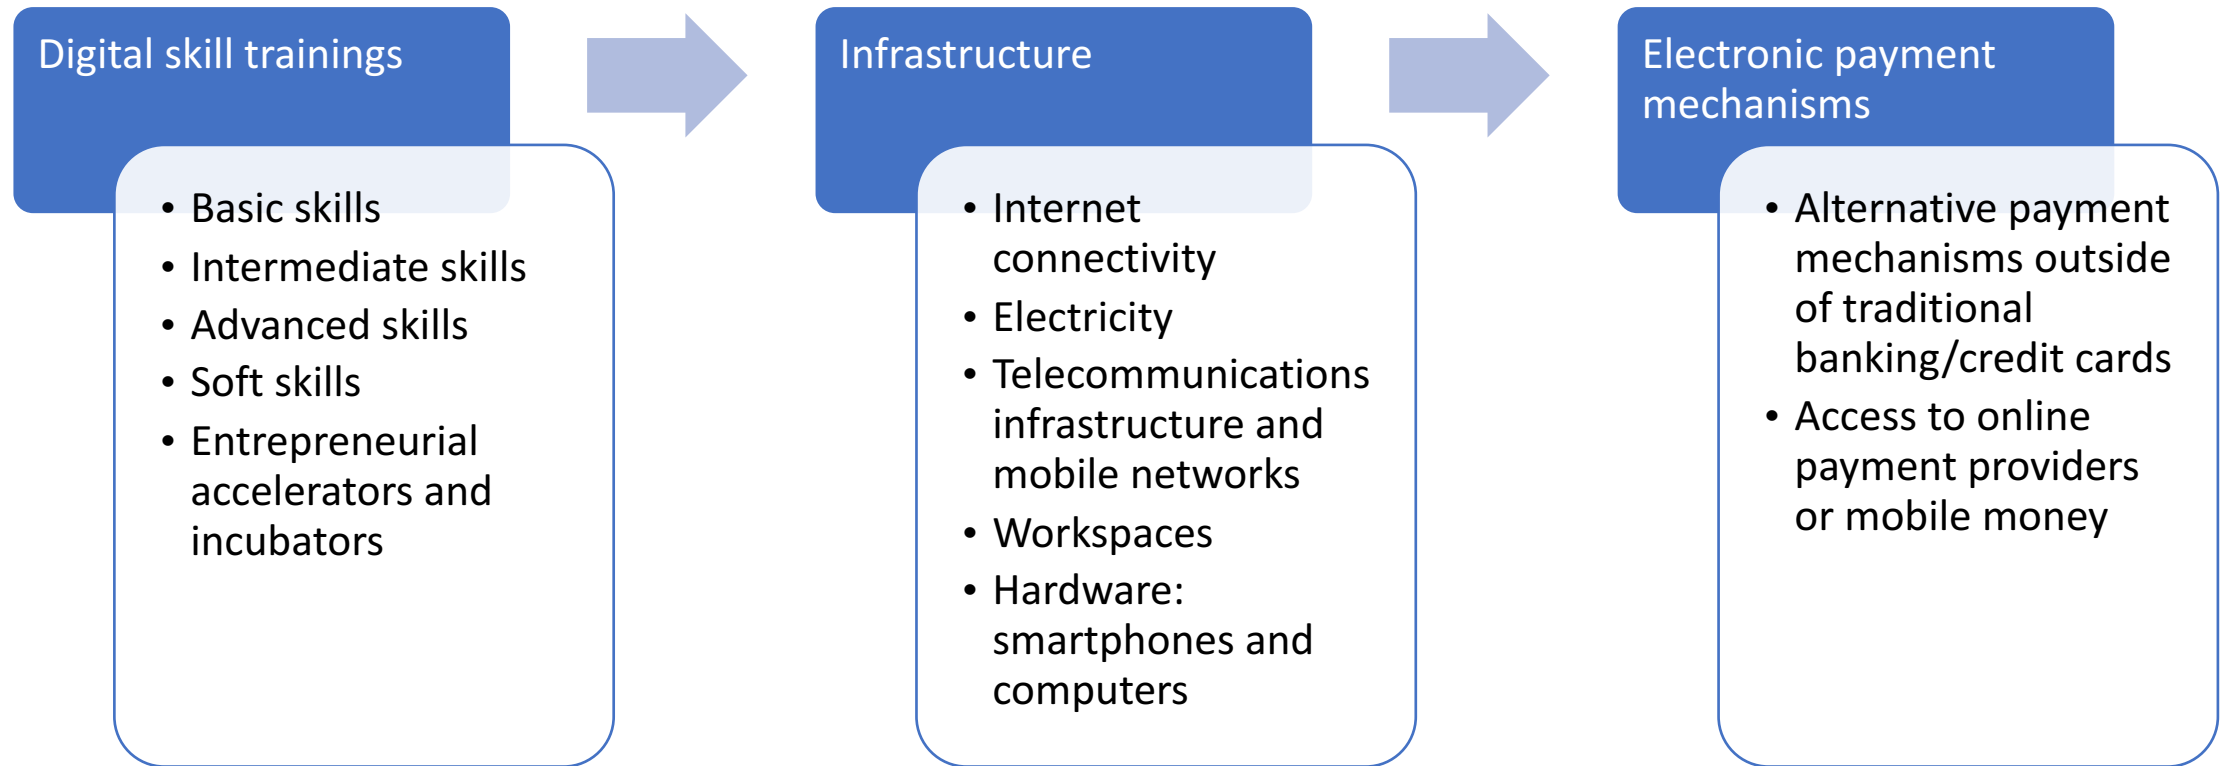 Digital skill trainings
• Basic skills
• Intermediate skills
• Advanced skills
• Soft skills
• Entrepreneurial
accelerators and
incubators
Infrastructure
• Internet
connectivity
• Electricity
• Telecommunications
infrastructure and
mobile networks
• Workspaces
• Hardware:
smartphones and
computers
Electronic payment
mechanisms
• Alternative payment
mechanisms outside
of traditional
banking/credit cards
• Access to online
payment providers
or mobile money